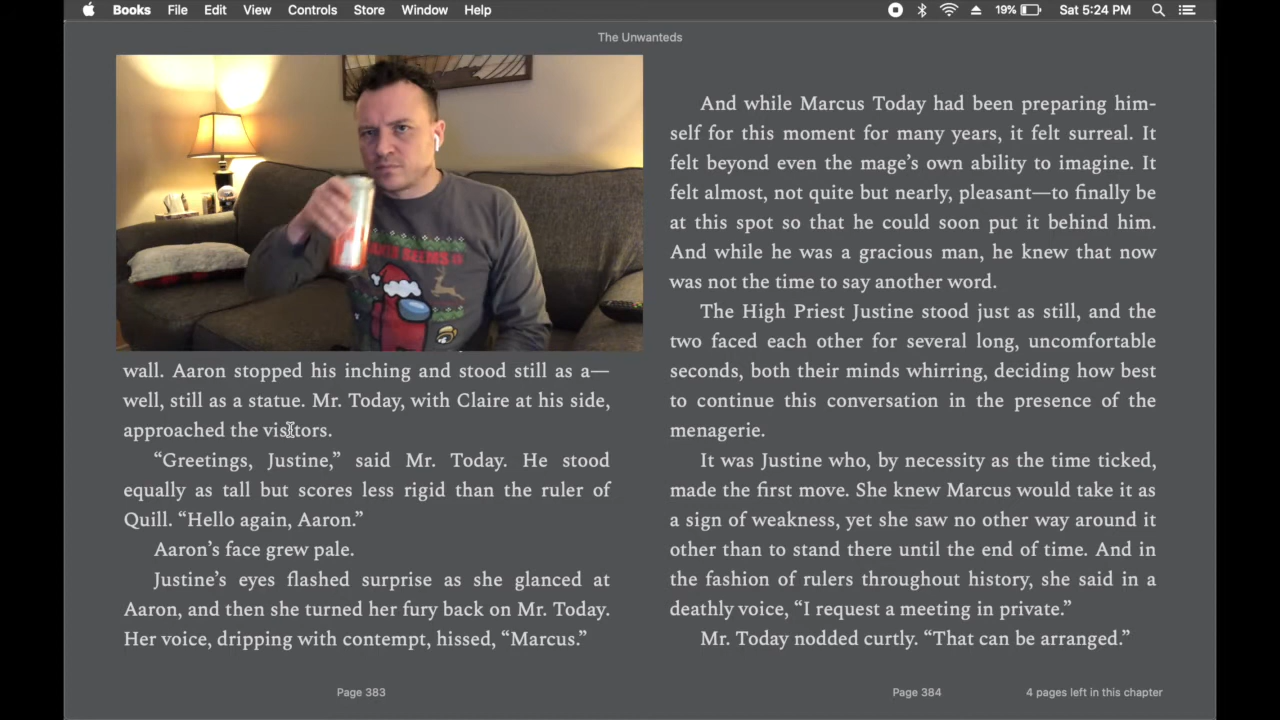 Books File Edit View Controls Store Window Help 19% Sat 5:24 PM
The Unwanteds
wall. Aaron stopped his inching and stood still as a—
well, still as a statue. Mr. Today, with Claire at his side,
approached the visitors.
“Greetings, Justine,” said Mr. Today. He stood
equally as tall but scores less rigid than the ruler of
Quill. “Hello again, Aaron.”
Aaron’s face grew pale.
Justine’s eyes flashed surprise as she glanced at
Aaron, and then she turned her fury back on Mr. Today.
Her voice, dripping with contempt, hissed, “Marcus.”
Page 383
And while Marcus Today had been preparing him-
self for this moment for many years, it felt surreal. It
felt beyond even the mage’s own ability to imagine. It
felt almost, not quite but nearly, pleasant—to finally be
at this spot so that he could soon put it behind him.
And while he was a gracious man, he knew that now
was not the time to say another word.
The High Priest Justine stood just as still, and the
two faced each other for several long, uncomfortable
seconds, both their minds whirring, deciding how best
to continue this conversation in the presence of the
menagerie.
It was Justine who, by necessity as the time ticked,
made the first move. She knew Marcus would take it as
a sign of weakness, yet she saw no other way around it
other than to stand there until the end of time. And in
the fashion of rulers throughout history, she said in a
deathly voice, “I request a meeting in private.”
Mr. Today nodded curtly. “That can be arranged.”
Page 384 4 pages left in this chapter